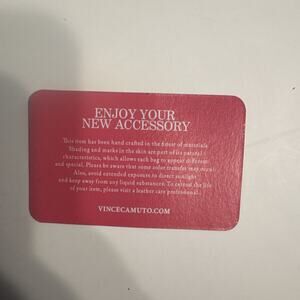 ENJOY YOUR
NEW ACCESSORY
This item has been hand crafted in the finest of materials.
Shading and marks in the skin are part of its natural
characteristics, which allows each bag to appear different
and special. Please be aware that some color transfer may occur.
Also, avoid extended exposure to direct sunlight
and keep away from any liquid substances. To extend the life
of your item, please visit a leather care professional.
VINCECAMUTO.COM